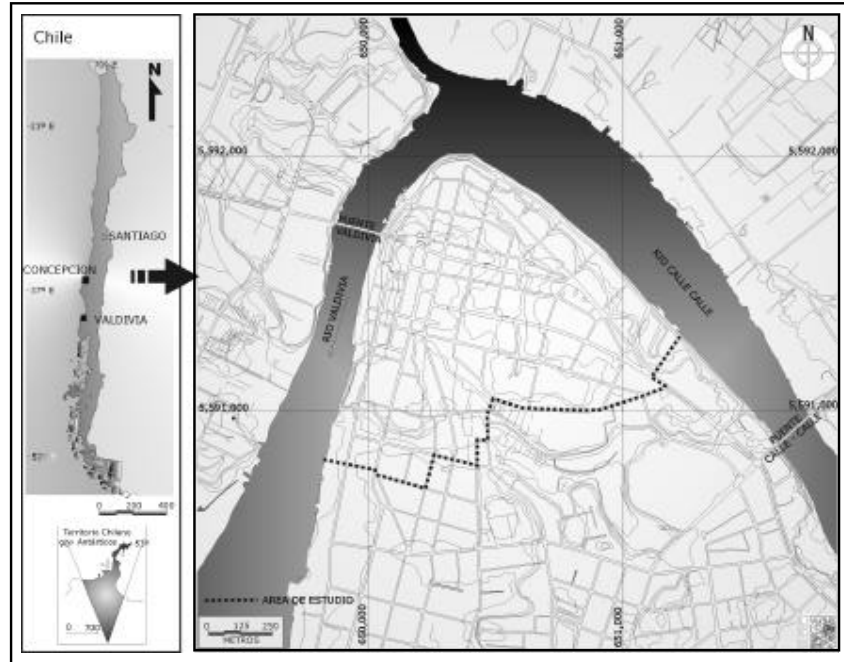 Chile
N
SANTIAGO
CONCEPCION
VALDIVIA
0 200 400
Territorio Chileno
Antárticos
53º
0 700
650,000
651,000
N
5,592,000
5,592,000
PUENTE
VALDIVIA
RIO VALDIVIA
RIO CALLE CALLE
5,591,000
5,591,000
PUENTE
CALLE - CALLE
AREA DE ESTUDIO
0 125 250
METROS
650,000
651,000